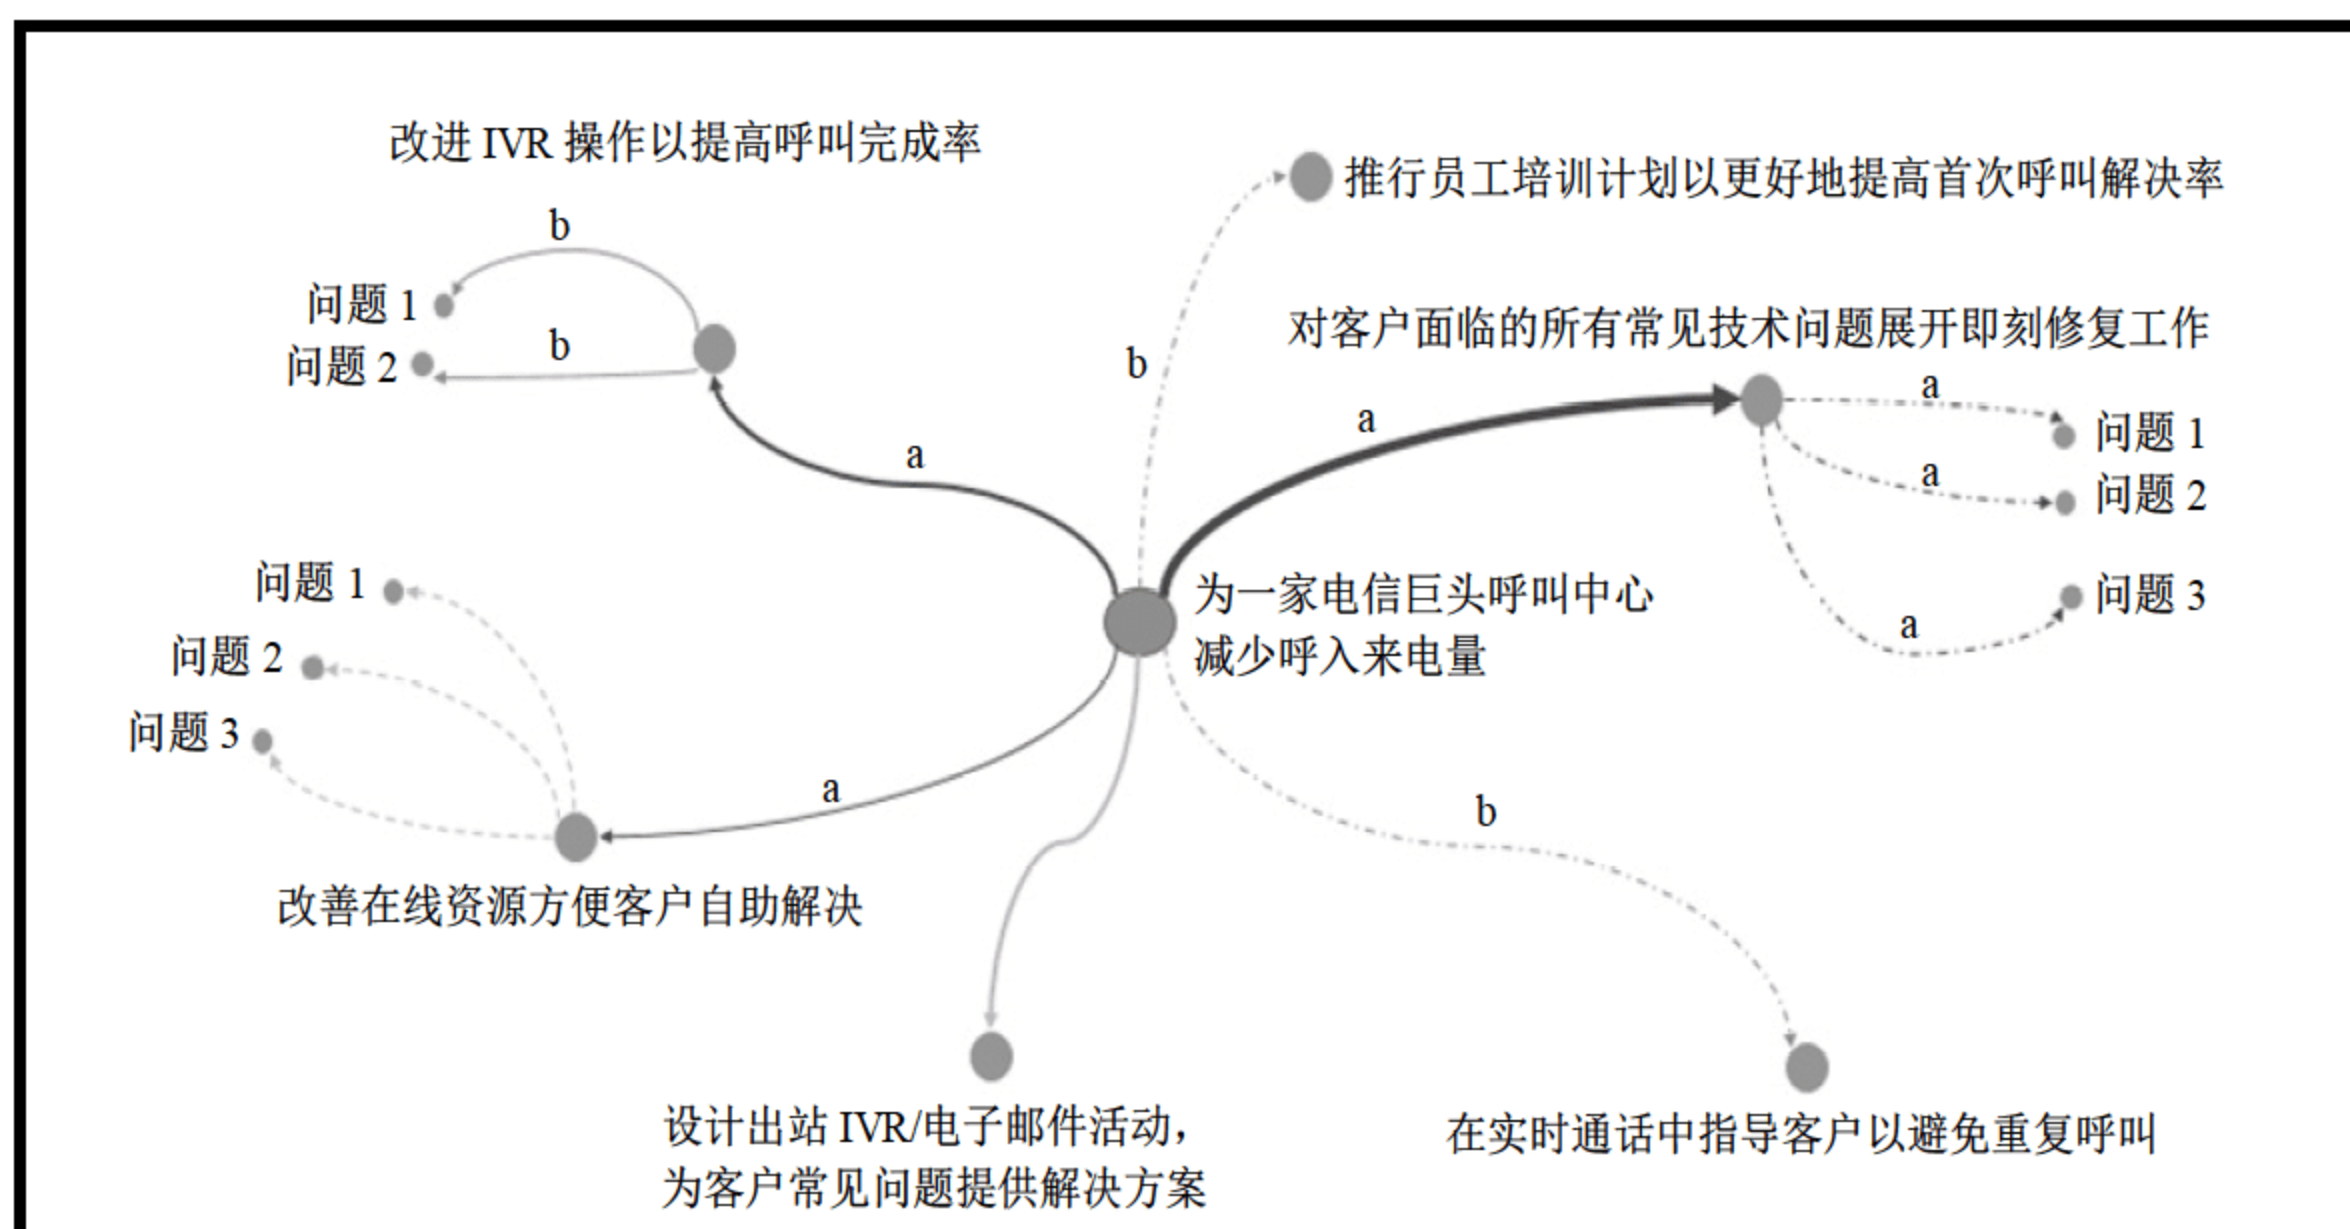 改进 IVR 操作以提高呼叫完成率
推行员工培训计划以更好地提高首次呼叫解决率
b
问题 1
b
问题 2
对客户面临的所有常见技术问题展开即刻修复工作
b
a
a
a
问题 1
a
问题 2
a
问题 3
问题 1
问题 2
问题 3
为一家电信巨头呼叫中心
减少呼入来电量
a
b
改善在线资源方便客户自助解决
设计出站 IVR/电子邮件活动，
为客户常见问题提供解决方案
在实时通话中指导客户以避免重复呼叫